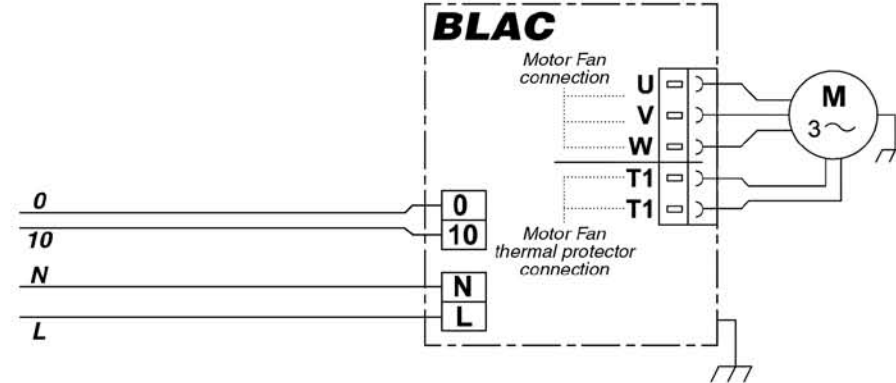 BLAC
Motor Fan
connection
U
V
W
T1
T1
M
3~
0
0
10
10
Motor Fan
thermal protector
connection
N
N
L
L